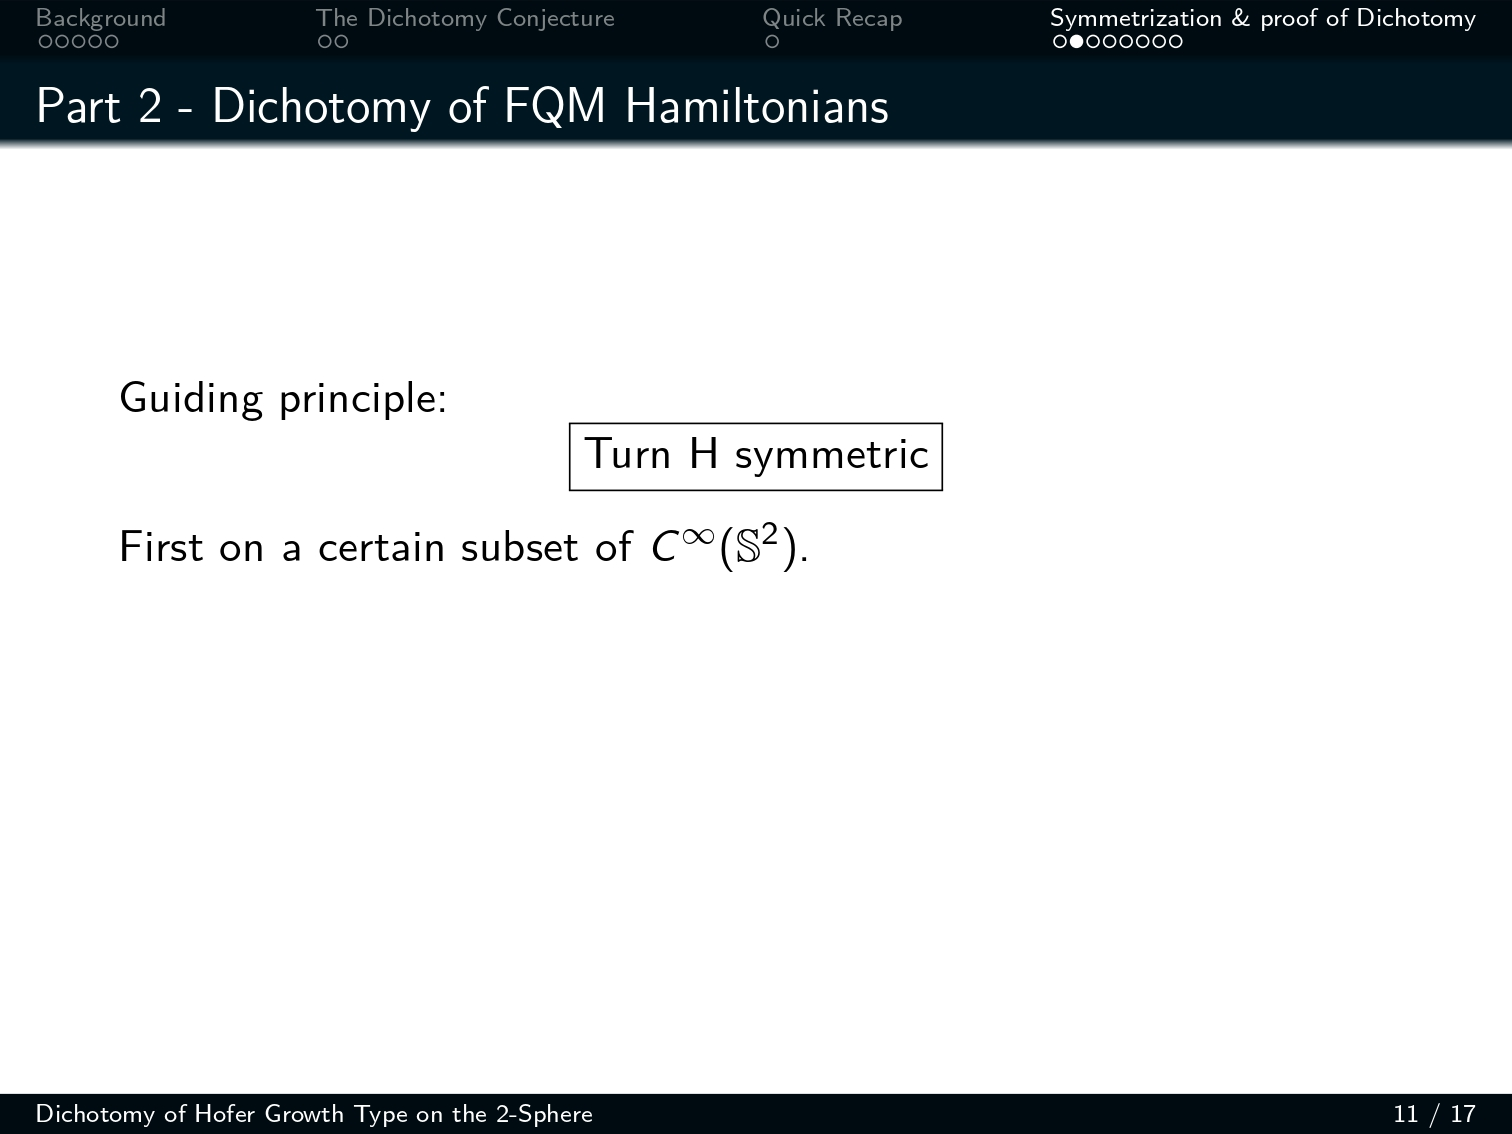 Background
The Dichotomy Conjecture
Quick Recap
Symmetrization & proof of Dichotomy
Part 2 - Dichotomy of FQM Hamiltonians
Guiding principle:
Turn H symmetric
First on a certain subset of C^∞(𝕊²).
Dichotomy of Hofer Growth Type on the 2-Sphere
11 / 17